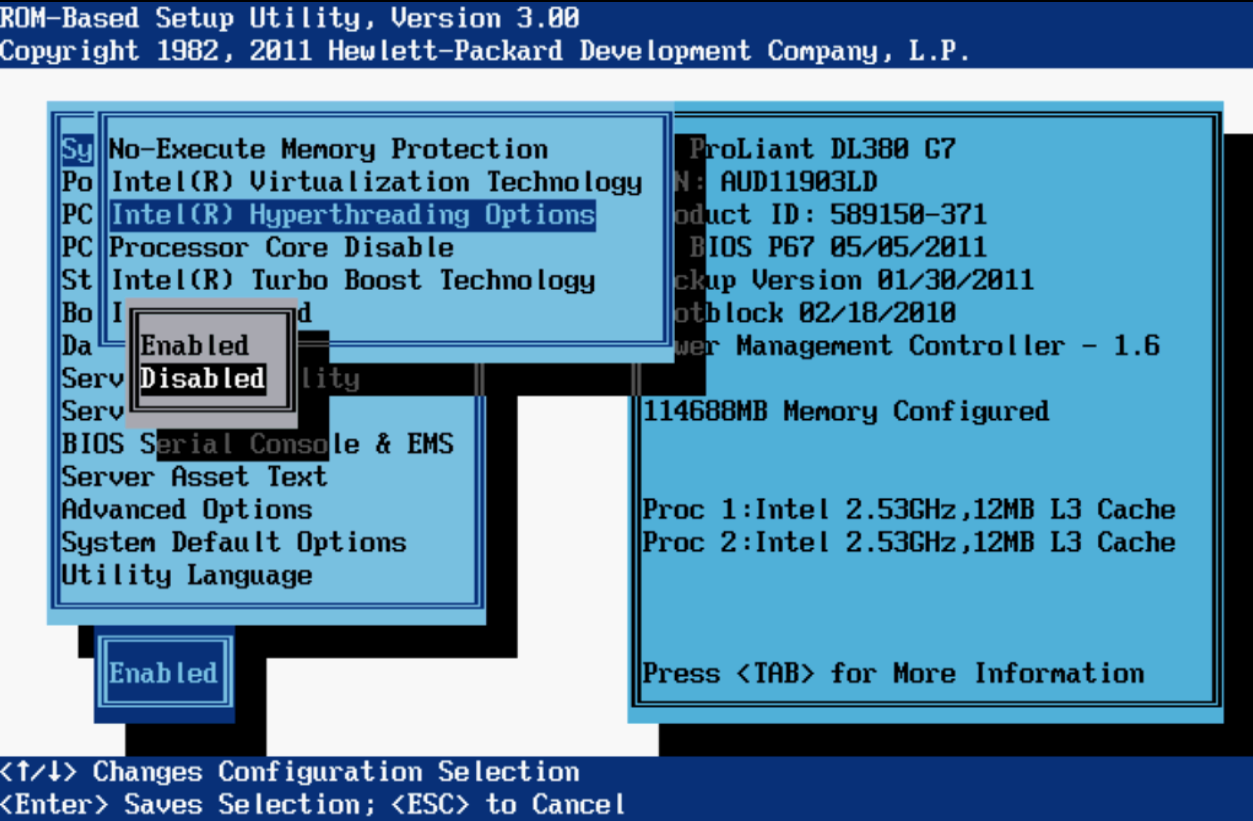 ROM-Based Setup Utility, Version 3.00
Copyright 1982, 2011 Hewlett-Packard Development Company, L.P.
Sy
Po
PC
PC
St
Bo
Da
Serv lity
Serv
BIOS Serial Console & EMS
Server Asset Text
Advanced Options
System Default Options
Utility Language
No-Execute Memory Protection
Intel(R) Virtualization Technology
Intel(R) Hyperthreading Options
Processor Core Disable
Intel(R) Turbo Boost Technology
I d
Enabled
Disabled
ProLiant DL380 G7
N: AUD11903LD
oduct ID: 589150-371
BIOS P67 05/05/2011
ckup Version 01/30/2011
otblock 02/18/2010
wer Management Controller - 1.6
114688MB Memory Configured
Proc 1:Intel 2.53GHz,12MB L3 Cache
Proc 2:Intel 2.53GHz,12MB L3 Cache
Press <TAB> for More Information
Enabled
<↑/↓> Changes Configuration Selection
<Enter> Saves Selection; <ESC> to Cancel